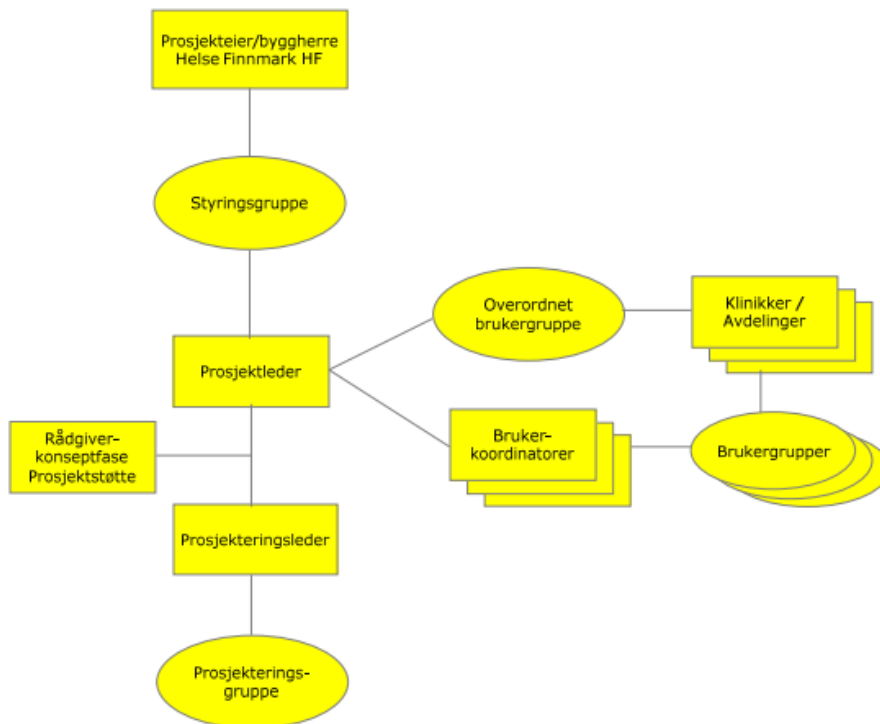 Prosjekteier/byggherre
Helse Finnmark HF
Styringsgruppe
Overordnet
brukergruppe
Klinikker /
Avdelinger
Prosjektleder
Rådgiver-
konseptfase
Prosjektstøtte
Bruker-
koordinatorer
Brukergrupper
Prosjekteringsleder
Prosjekterings-
gruppe